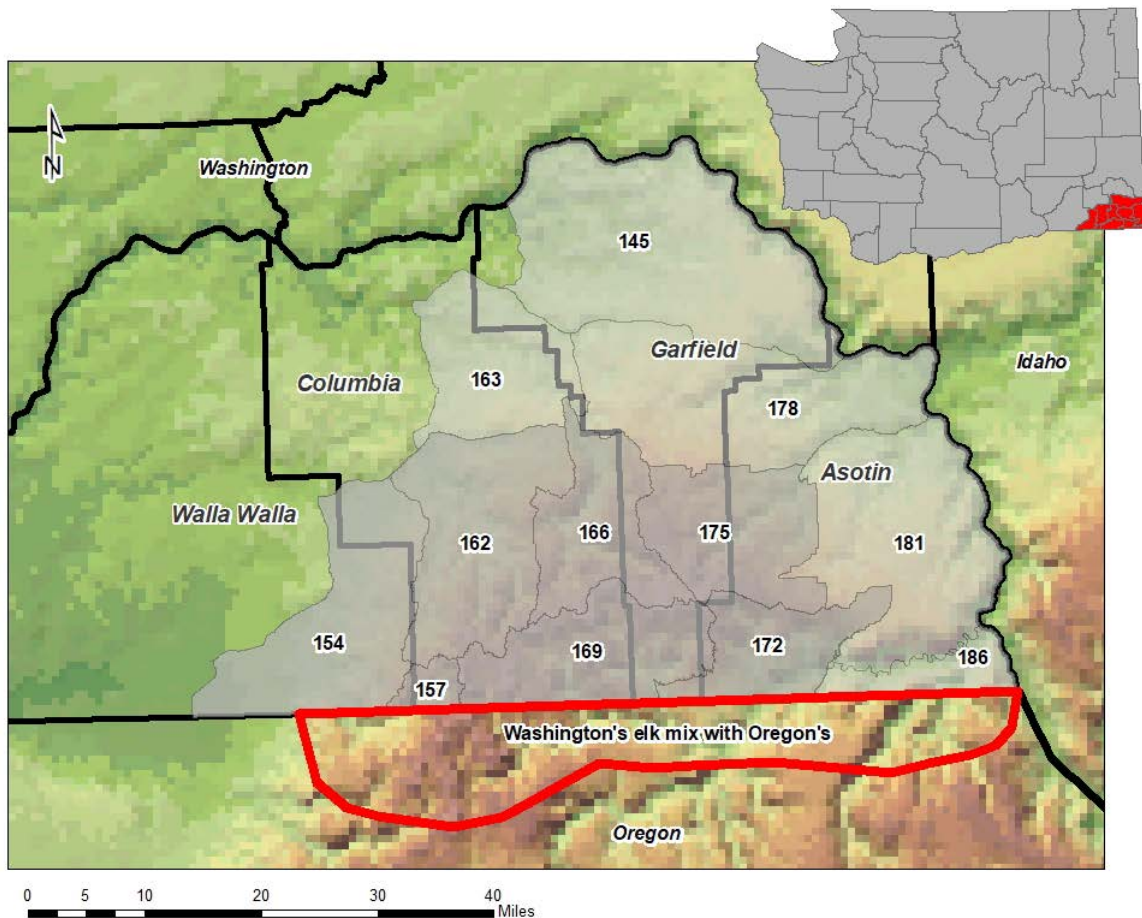 N
Washington
145
Garfield
Idaho
Columbia
163
178
Asotin
Walla Walla
162
166
175
181
154
169
172
186
157
Washington's elk mix with Oregon's
Oregon
0 5 10 20 30 40
Miles